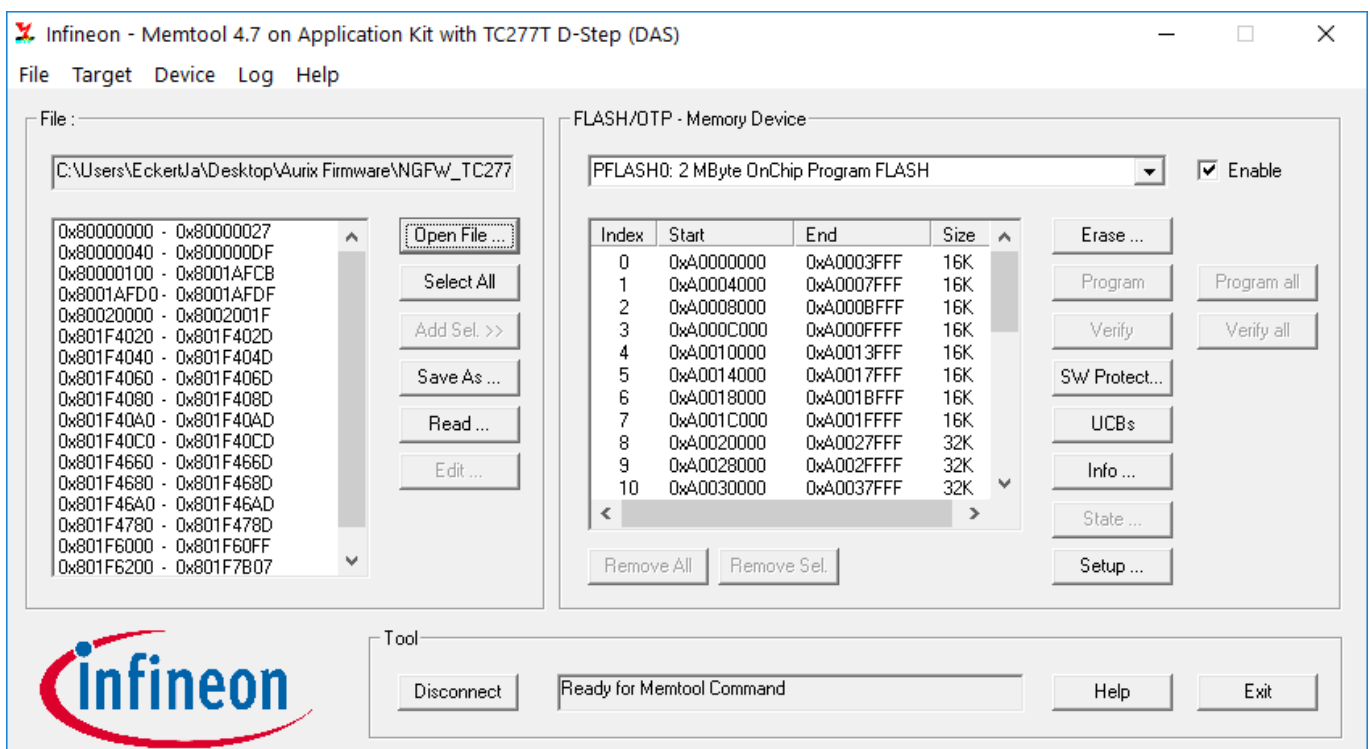 Infineon - Memtool 4.7 on Application Kit with TC277T D-Step (DAS)
File Target Device Log Help
File :
C:\Users\EckertJa\Desktop\Aurix Firmware\NGFW_TC277
0x80000000 - 0x80000027
0x80000040 - 0x800000DF
0x80000100 - 0x8001AFCB
0x8001AFD0 - 0x8001AFDF
0x80020000 - 0x8002001F
0x801F4020 - 0x801F402D
0x801F4040 - 0x801F404D
0x801F4060 - 0x801F406D
0x801F4080 - 0x801F408D
0x801F40A0 - 0x801F40AD
0x801F40C0 - 0x801F40CD
0x801F4660 - 0x801F466D
0x801F4680 - 0x801F468D
0x801F46A0 - 0x801F46AD
0x801F4780 - 0x801F478D
0x801F6000 - 0x801F60FF
0x801F6200 - 0x801F7B07
Open File ...
Select All
Add Sel. >>
Save As ...
Read ...
Edit ...
FLASH/OTP - Memory Device
PFLASH0: 2 MByte OnChip Program FLASH
Enable
Index Start End Size
0 0xA0000000 0xA0003FFF 16K
1 0xA0004000 0xA0007FFF 16K
2 0xA0008000 0xA000BFFF 16K
3 0xA000C000 0xA000FFFF 16K
4 0xA0010000 0xA0013FFF 16K
5 0xA0014000 0xA0017FFF 16K
6 0xA0018000 0xA001BFFF 16K
7 0xA001C000 0xA001FFFF 16K
8 0xA0020000 0xA0027FFF 32K
9 0xA0028000 0xA002FFFF 32K
10 0xA0030000 0xA0037FFF 32K
Remove All
Remove Sel.
Erase ...
Program
Program all
Verify
Verify all
SW Protect...
UCBs
Info ...
State ...
Setup ...
infineon
Tool
Disconnect
Ready for Memtool Command
Help
Exit